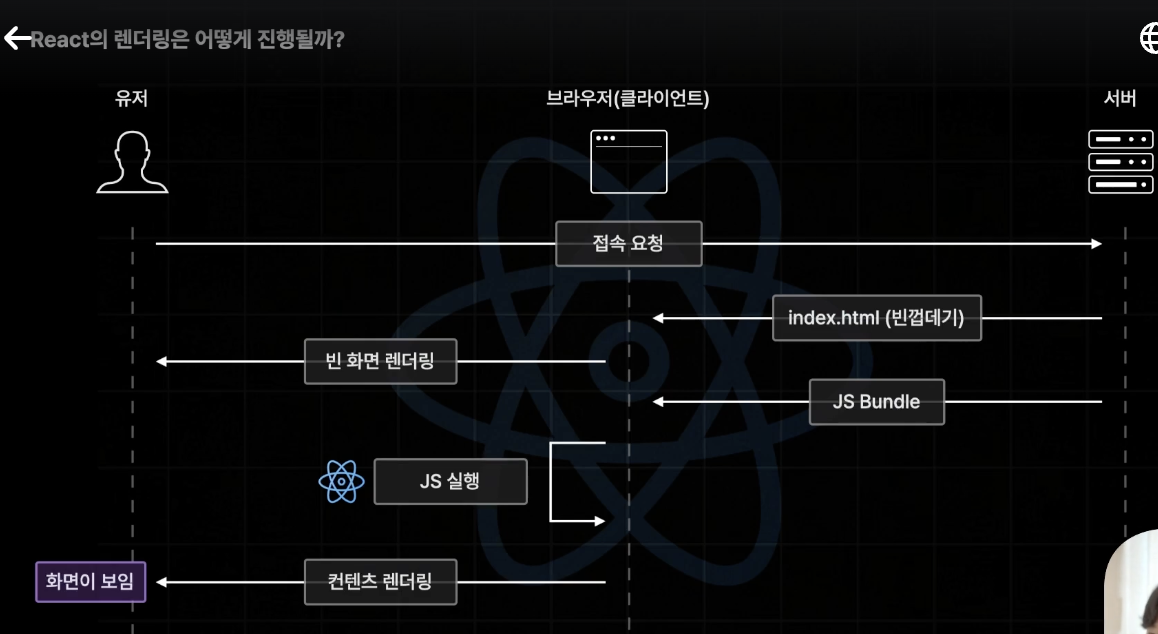 React의 렌더링은 어떻게 진행될까?
유저
브라우저(클라이언트)
서버
접속 요청
index.html (빈껍데기)
빈 화면 렌더링
JS Bundle
JS 실행
화면이 보임
컨텐츠 렌더링